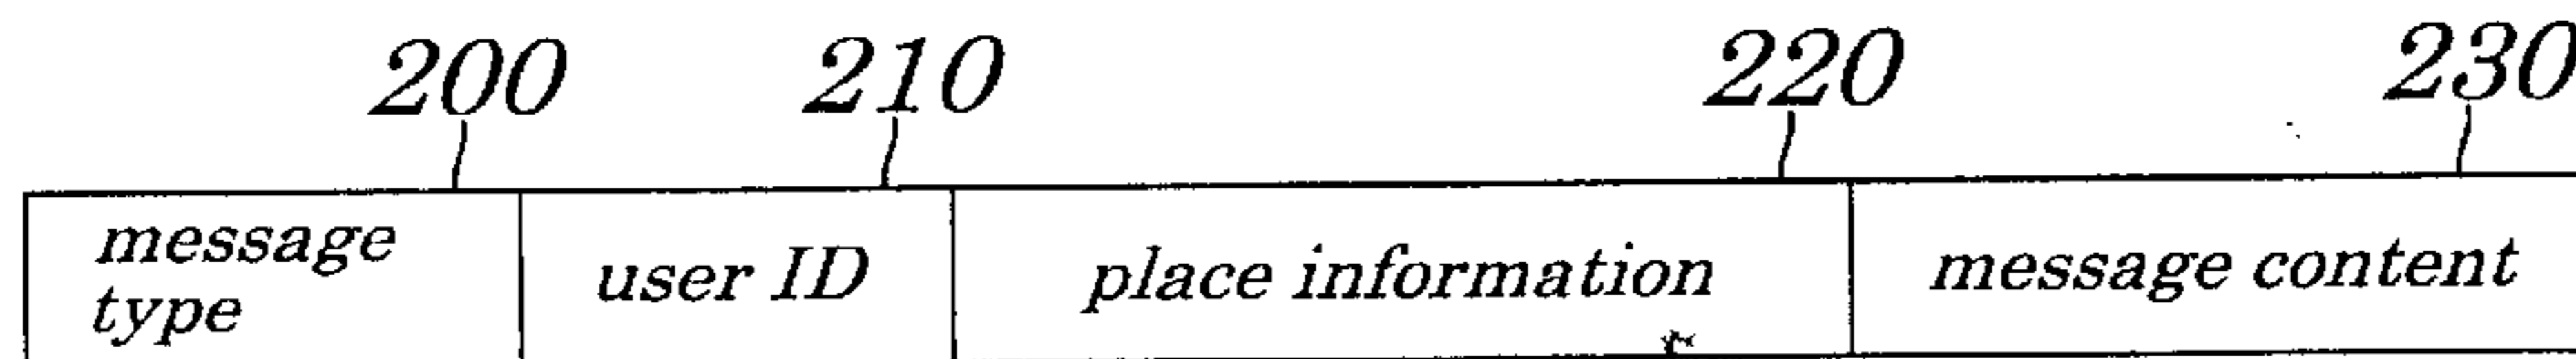 200 210 220 230
message
type
user ID
place information
message content